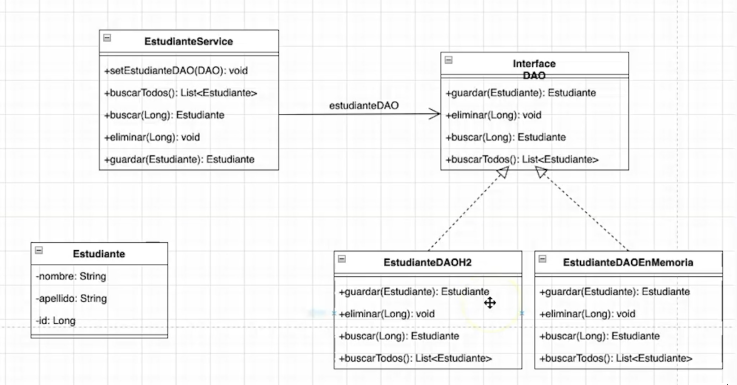 EstudianteService
+setEstudianteDAO(DAO): void
+buscarTodos(): List<Estudiante>
+buscar(Long): Estudiante
+eliminar(Long): void
+guardar(Estudiante): Estudiante
estudianteDAO
Interface
DAO
+guardar(Estudiante): Estudiante
+eliminar(Long): void
+buscar(Long): Estudiante
+buscarTodos(): List<Estudiante>
Estudiante
-nombre: String
-apellido: String
-id: Long
EstudianteDAOH2
+guardar(Estudiante): Estudiante
+eliminar(Long): void
+buscar(Long): Estudiante
+buscarTodos(): List<Estudiante>
EstudianteDAOEnMemoria
+guardar(Estudiante): Estudiante
+eliminar(Long): void
+buscar(Long): Estudiante
+buscarTodos(): List<Estudiante>